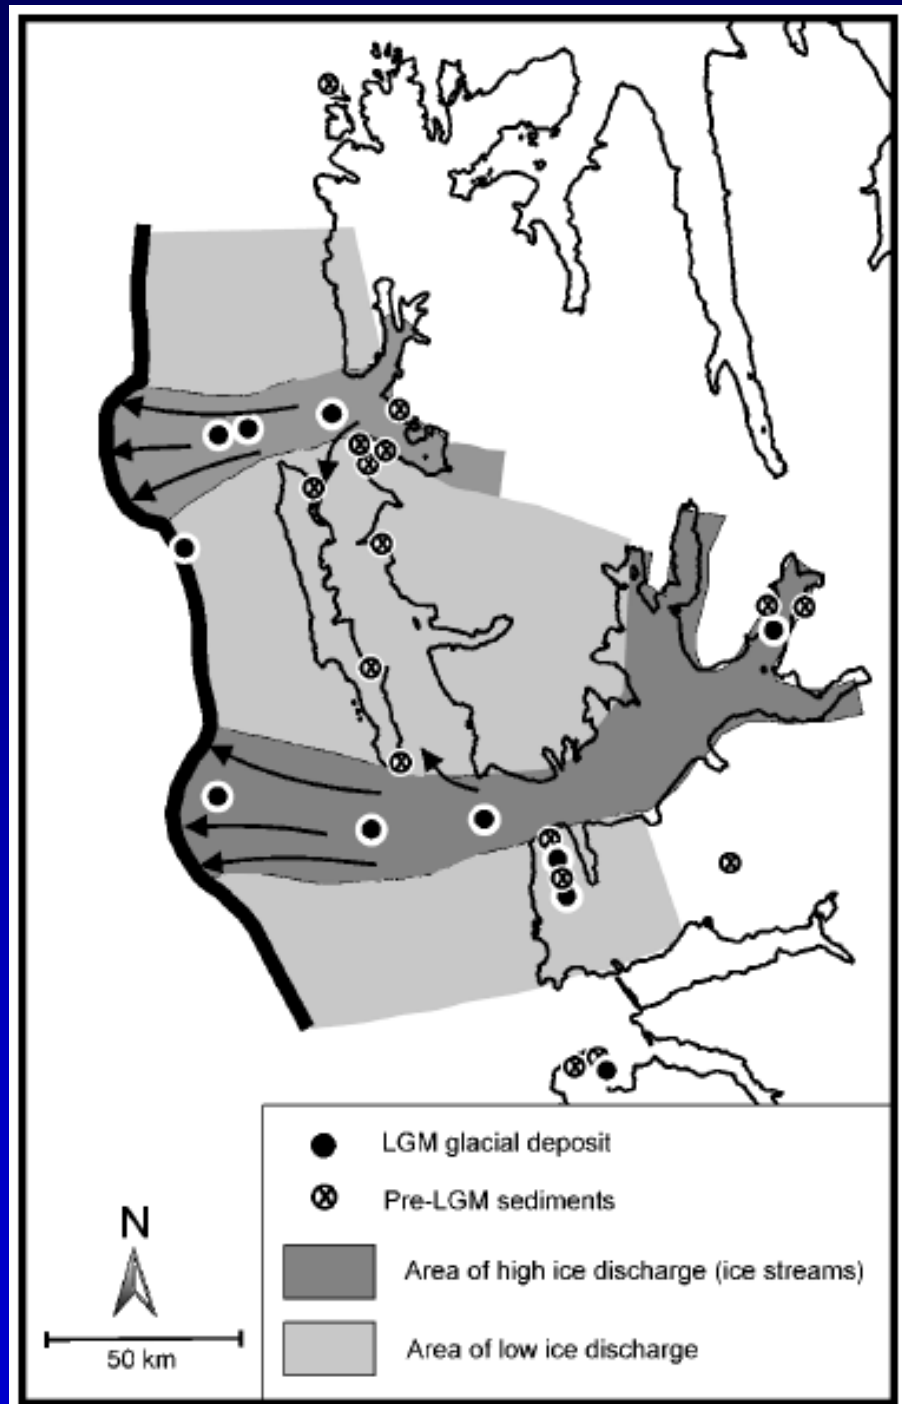 LGM glacial deposit
Pre-LGM sediments
N
Area of high ice discharge (ice streams)
50 km
Area of low ice discharge